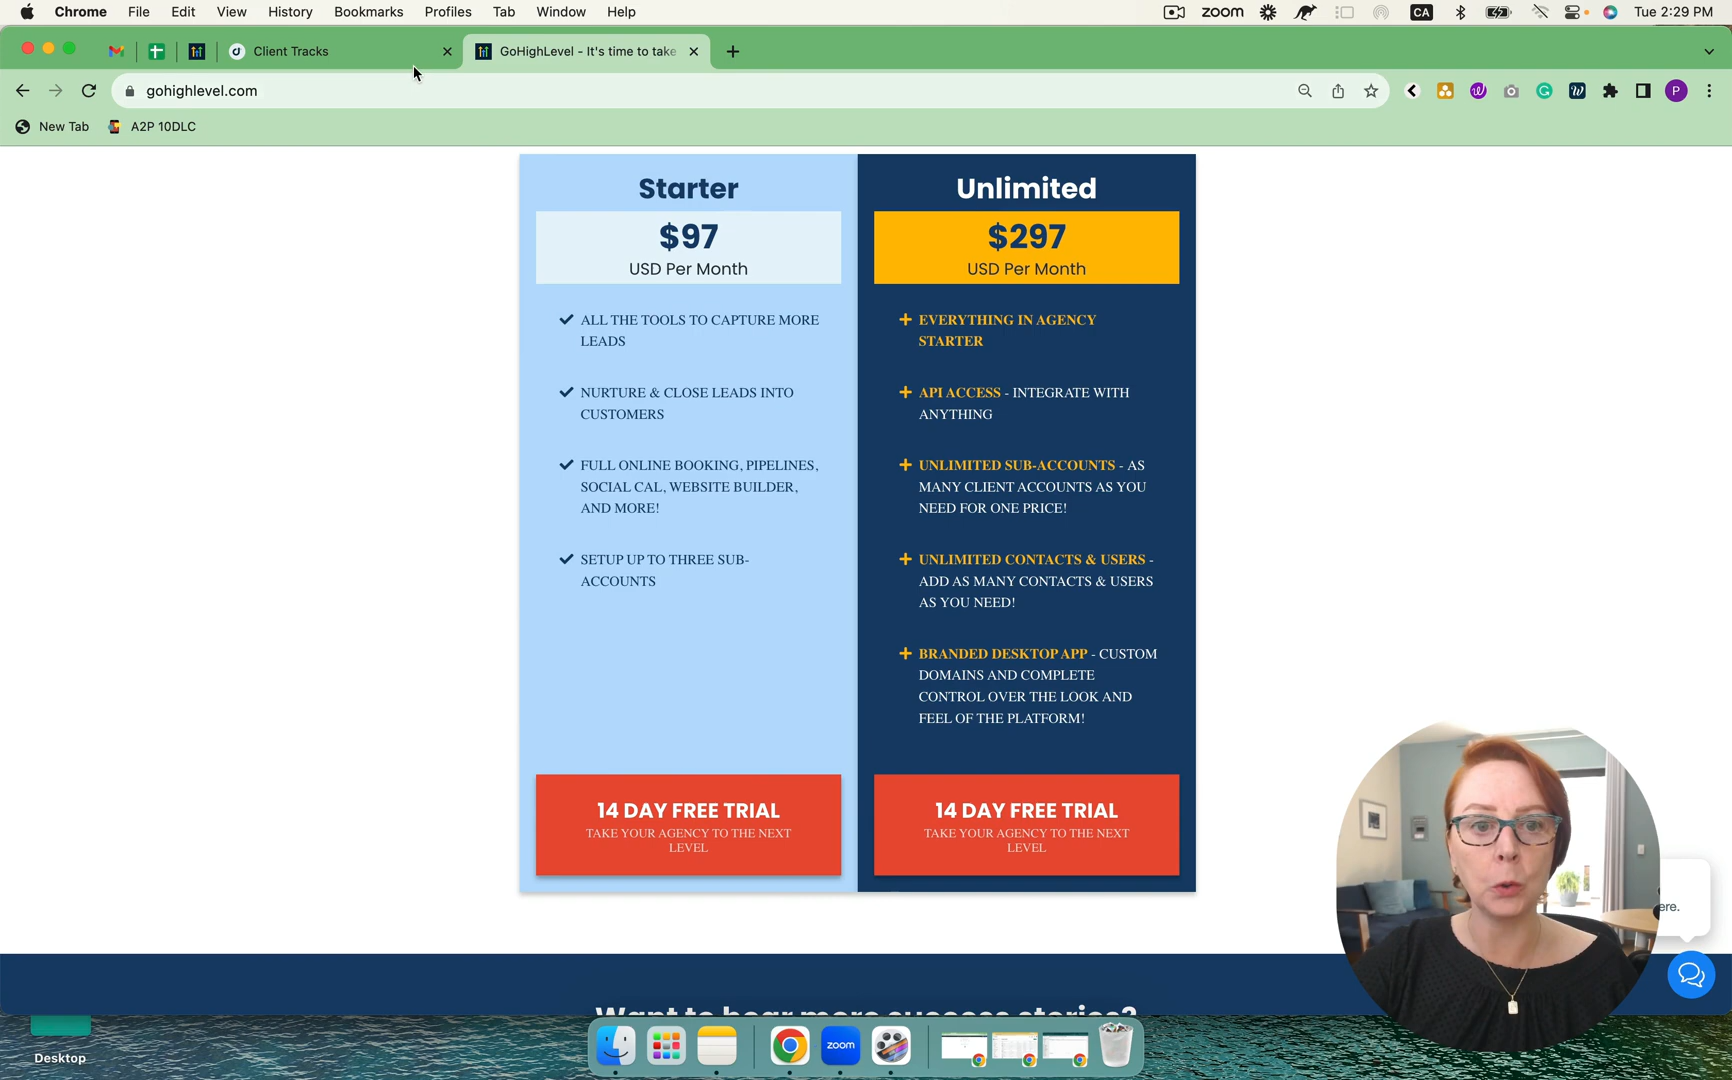 Chrome File Edit View History Bookmarks Profiles Tab Window Help
zoom CA Tue 2:29 PM
Client Tracks
GoHighLevel - It's time to take
gohighlevel.com
P
New Tab A2P 10DLC
Starter
$97
USD Per Month
ALL THE TOOLS TO CAPTURE MORE
LEADS
NURTURE & CLOSE LEADS INTO
CUSTOMERS
FULL ONLINE BOOKING, PIPELINES,
SOCIAL CAL, WEBSITE BUILDER,
AND MORE!
SETUP UP TO THREE SUB-
ACCOUNTS
14 DAY FREE TRIAL
TAKE YOUR AGENCY TO THE NEXT
LEVEL
Unlimited
$297
USD Per Month
EVERYTHING IN AGENCY
STARTER
API ACCESS - INTEGRATE WITH
ANYTHING
UNLIMITED SUB-ACCOUNTS - AS
MANY CLIENT ACCOUNTS AS YOU
NEED FOR ONE PRICE!
UNLIMITED CONTACTS & USERS -
ADD AS MANY CONTACTS & USERS
AS YOU NEED!
BRANDED DESKTOP APP - CUSTOM
DOMAINS AND COMPLETE
CONTROL OVER THE LOOK AND
FEEL OF THE PLATFORM!
14 DAY FREE TRIAL
TAKE YOUR AGENCY TO THE NEXT
LEVEL
ere.
Want to hear more success stories?
zoom
Desktop